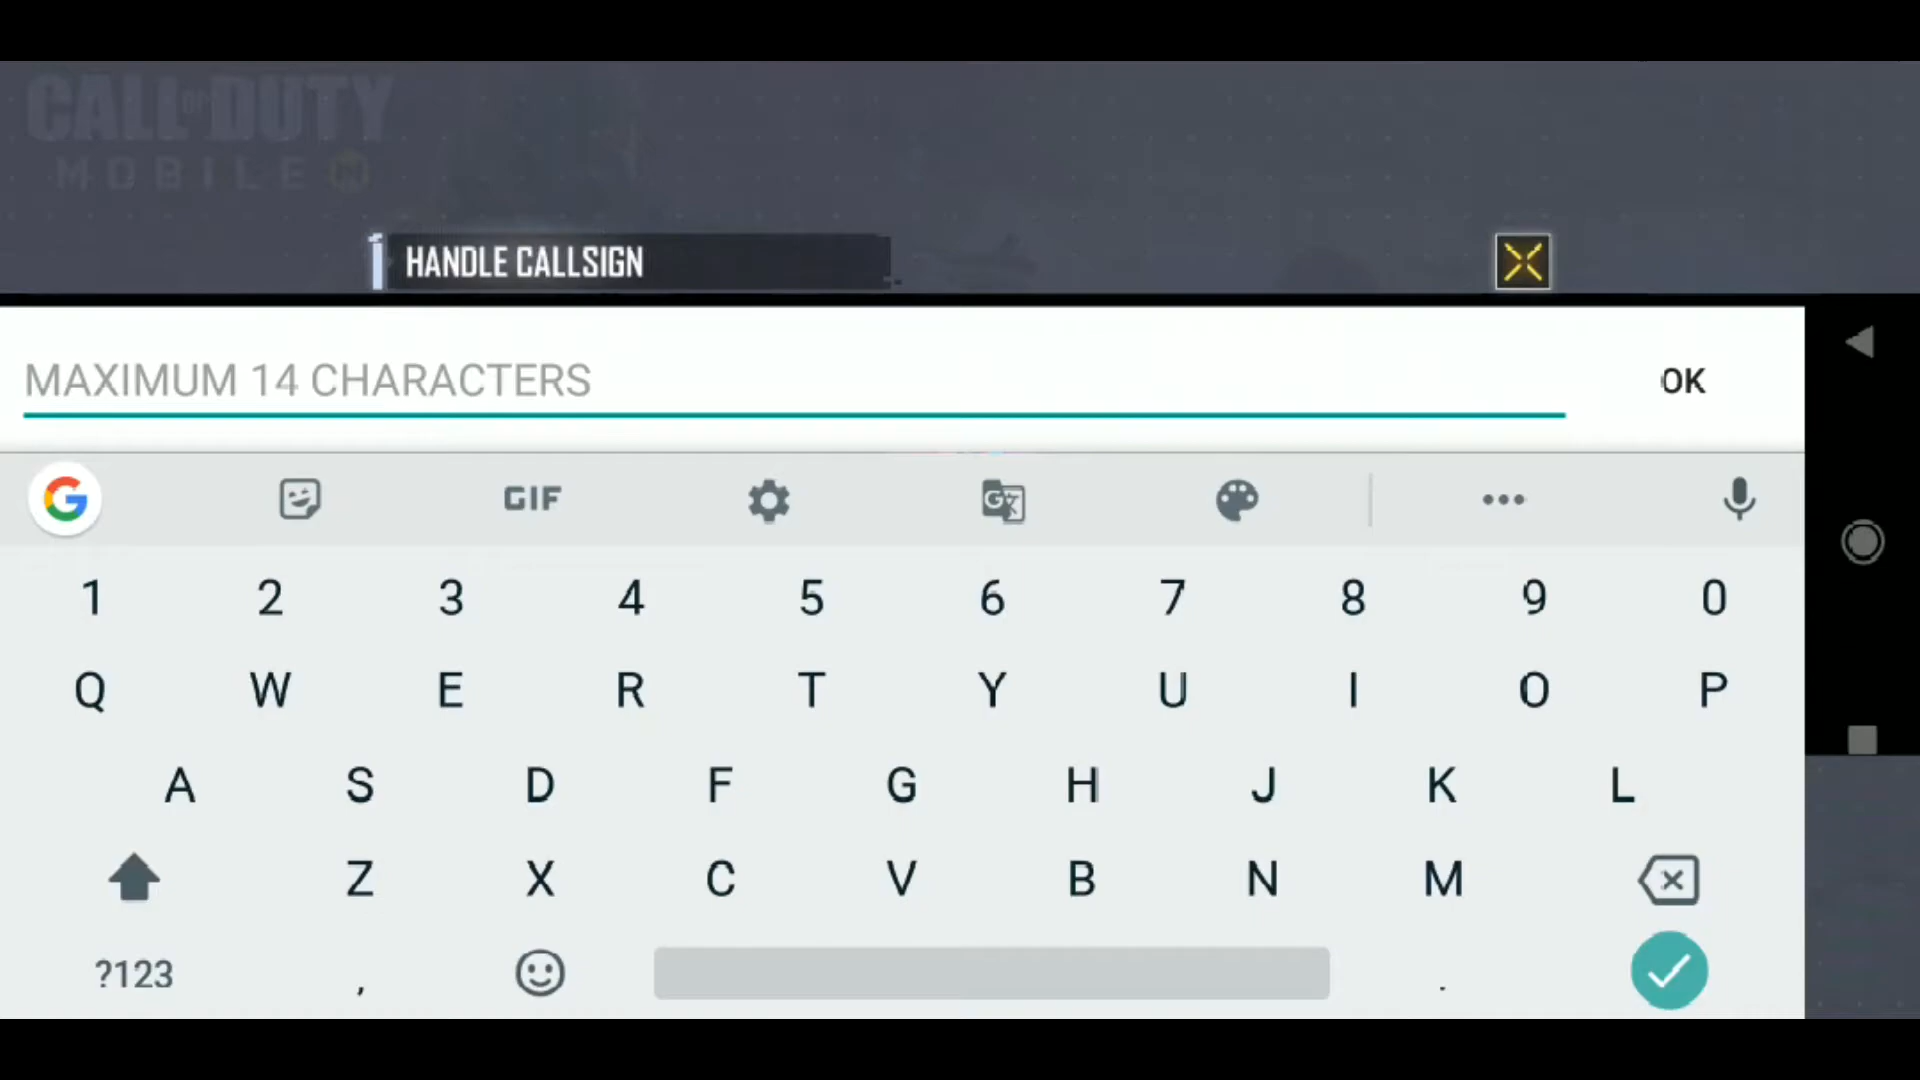 CALL OF DUTY
MOBILE
HANDLE CALLSIGN
MAXIMUM 14 CHARACTERS
OK
G GIF G
1 2 3 4 5 6 7 8 9 0
Q W E R T Y U I O P
A S D F G H J K L
Z X C V B N M
?123 , .